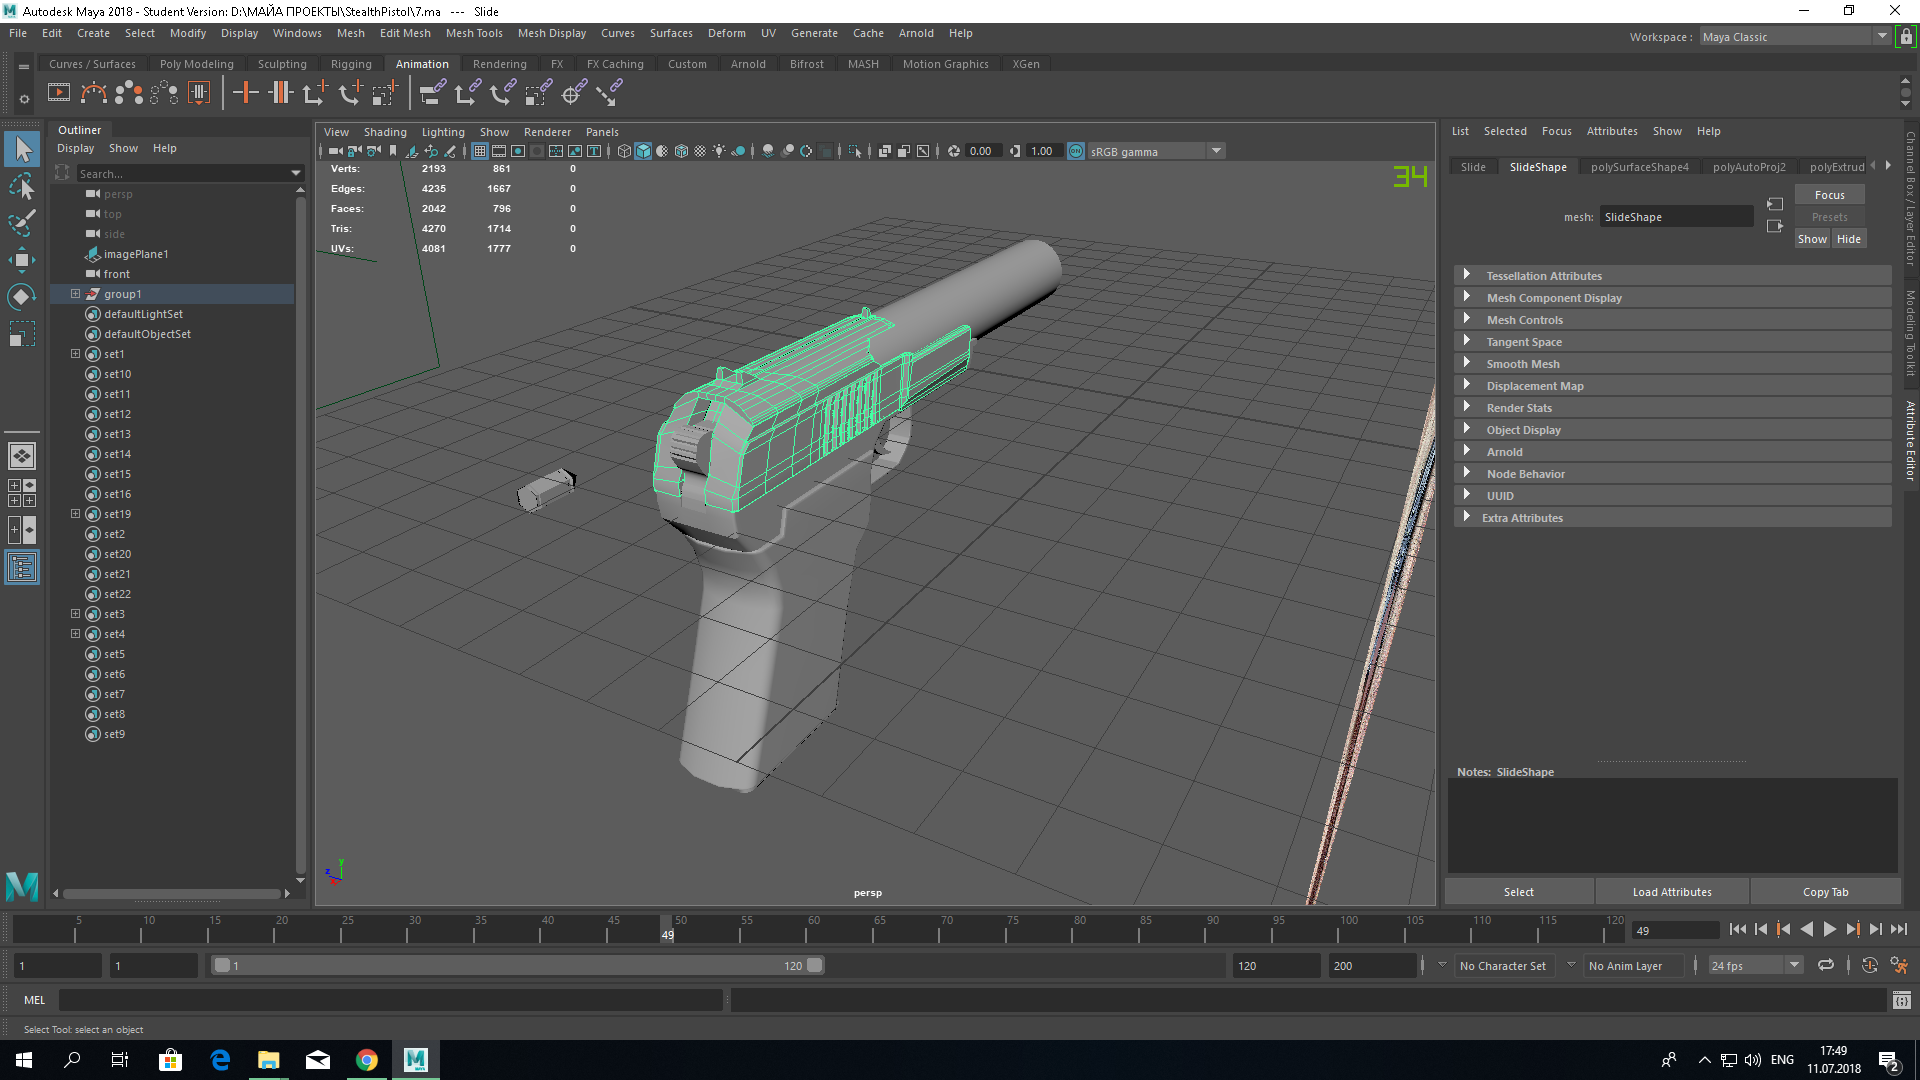 Autodesk Maya 2018 - Student Version: D:\МАЙА ПРОЕКТЫ\StealthPistol\7.ma   ---   Slide
File Edit Create Select Modify Display Windows Mesh Edit Mesh Mesh Tools Mesh Display Curves Surfaces Deform UV Generate Cache Arnold Help
Workspace : Maya Classic
Curves / Surfaces Poly Modeling Sculpting Rigging Animation Rendering FX FX Caching Custom Arnold Bifrost MASH Motion Graphics XGen
Outliner
Display Show Help
Search...
persp
top
side
imagePlane1
front
group1
defaultLightSet
defaultObjectSet
set1
set10
set11
set12
set13
set14
set15
set16
set19
set2
set20
set21
set22
set3
set4
set5
set6
set7
set8
set9
View Shading Lighting Show Renderer Panels
0.00 1.00 ON sRGB gamma
Verts: 2193 861 0
Edges: 4235 1667 0
Faces: 2042 796 0
Tris: 4270 1714 0
UVs: 4081 1777 0
34
y
z
persp
List Selected Focus Attributes Show Help
Slide SlideShape polySurfaceShape4 polyAutoProj2 polyExtrud
mesh: SlideShape
Focus
Presets
Show Hide
Tessellation Attributes
Mesh Component Display
Mesh Controls
Tangent Space
Smooth Mesh
Displacement Map
Render Stats
Object Display
Arnold
Node Behavior
UUID
Extra Attributes
Notes: SlideShape
Select Load Attributes Copy Tab
Channel Box / Layer Editor
Modeling Toolkit
Attribute Editor
5 10 15 20 25 30 35 40 45 50 55 60 65 70 75 80 85 90 95 100 105 110 115 120
49
49
1 1 1 120 120 200 No Character Set No Anim Layer 24 fps
MEL
Select Tool: select an object
MAYA
ENG
17:49
11.07.2018
2